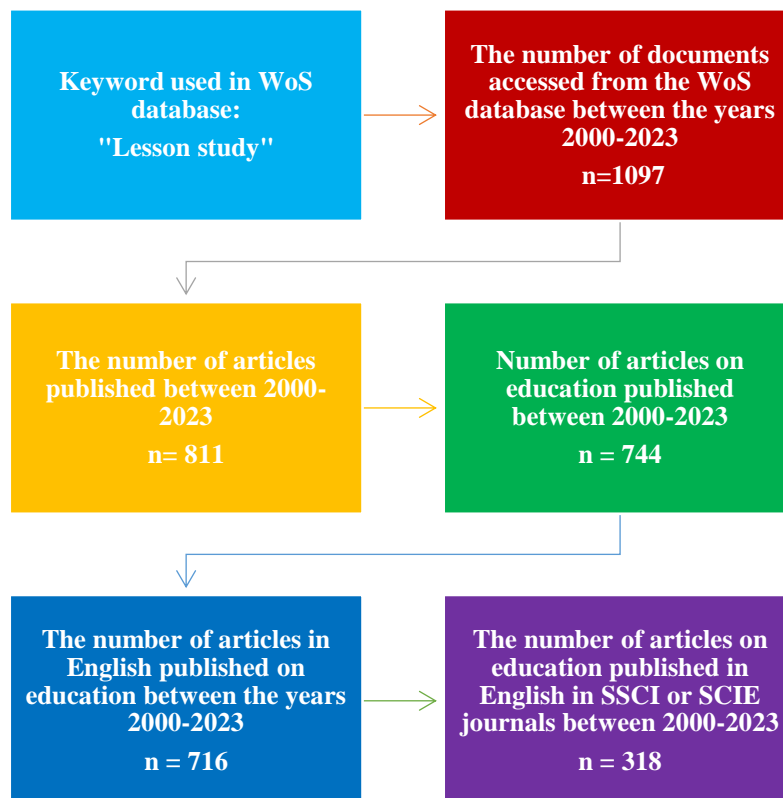 Keyword used in WoS
database:
"Lesson study"
The number of documents
accessed from the WoS
database between the years
2000-2023
n=1097
The number of articles
published between 2000-
2023
n= 811
Number of articles on
education published
between 2000-2023
n = 744
The number of articles in
English published on
education between the years
2000-2023
n = 716
The number of articles on
education published in
English in SSCI or SCIE
journals between 2000-2023
n = 318